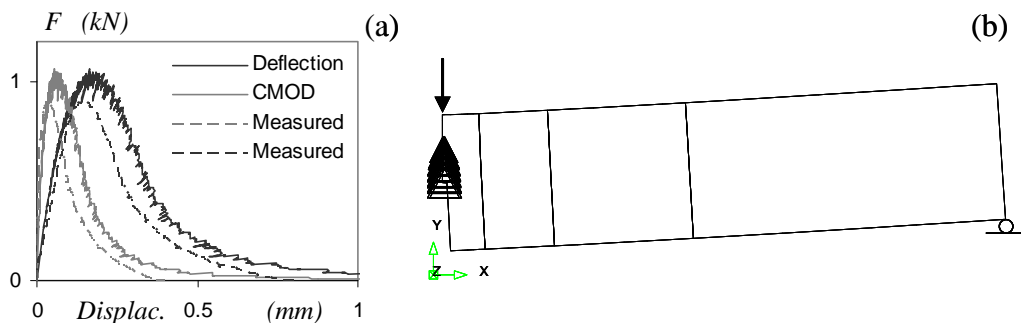 F (kN)
(a)
(b)
Deflection
CMOD
Measured
Measured
1
0
0
Displac.
0.5
(mm)
1
Y
Z
X